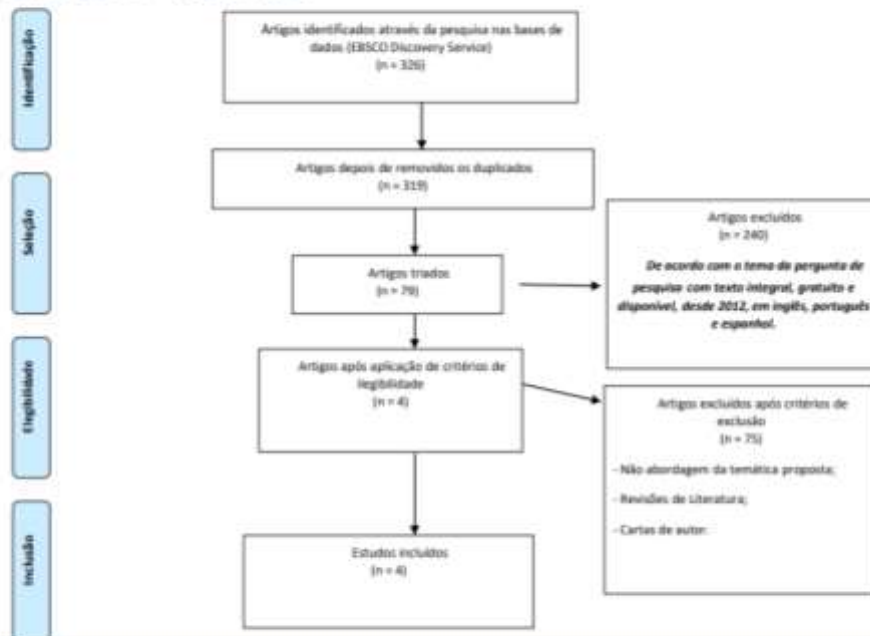 Identificação
Artigos identificados através da pesquisa nas bases de
dados (EBSCO Discovery Service)
(n = 326)
Artigos depois de removidos os duplicados
(n = 319)
Seleção
Artigos triados
(n = 79)
Artigos excluídos
(n = 240)
De acordo com o tema da pergunta de
pesquisa com texto integral, gratuito e
disponível, desde 2012, em inglês, português
e espanhol.
Elegibilidade
Artigos após aplicação de critérios de
ilegibilidade
(n = 4)
Artigos excluídos após critérios de
exclusão
(n = 75)
- Não abordagem da temática proposta;
- Revisões de Literatura;
- Cartas de autor.
Inclusão
Estudos incluídos
(n = 4)